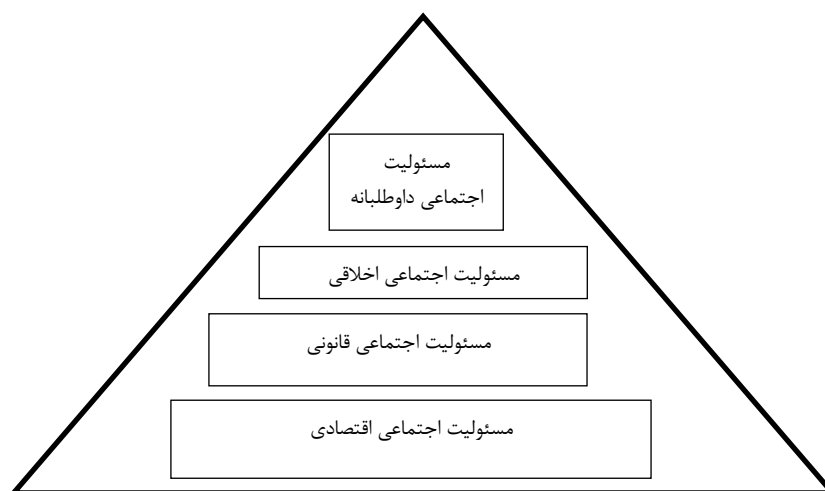 مسئولیت
اجتماعی داوطلبانه
مسئولیت اجتماعی اخلاقی
مسئولیت اجتماعی قانونی
مسئولیت اجتماعی اقتصادی